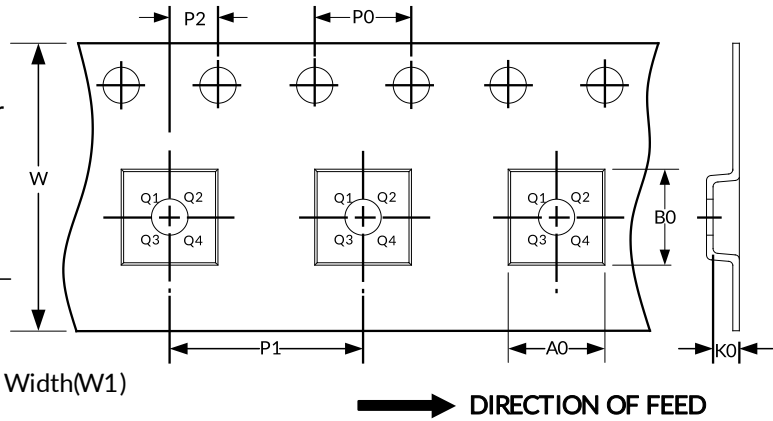 P2 P0
W
Q1 Q2 Q1 Q2 Q1 Q2
B0
Q3 Q4 Q3 Q4 Q3 Q4
P1 A0 K0
Width(W1)
DIRECTION OF FEED